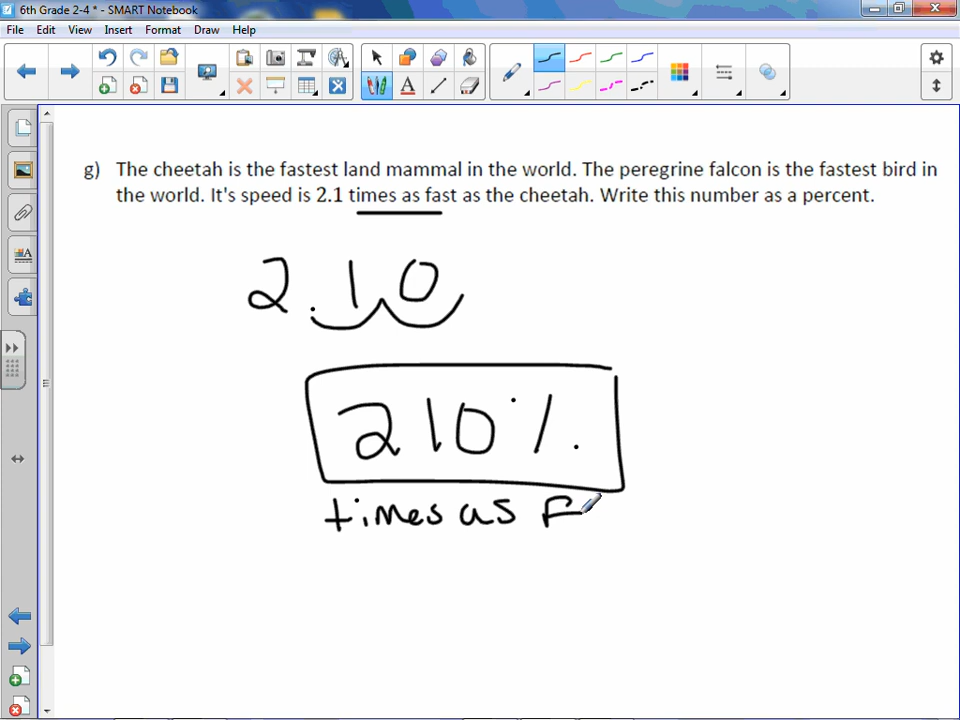 6th Grade 2-4 * - SMART Notebook
File Edit View Insert Format Draw Help
g) The cheetah is the fastest land mammal in the world. The peregrine falcon is the fastest bird in
the world. It's speed is 2.1 times as fast as the cheetah. Write this number as a percent.
2.10
210%
times as F